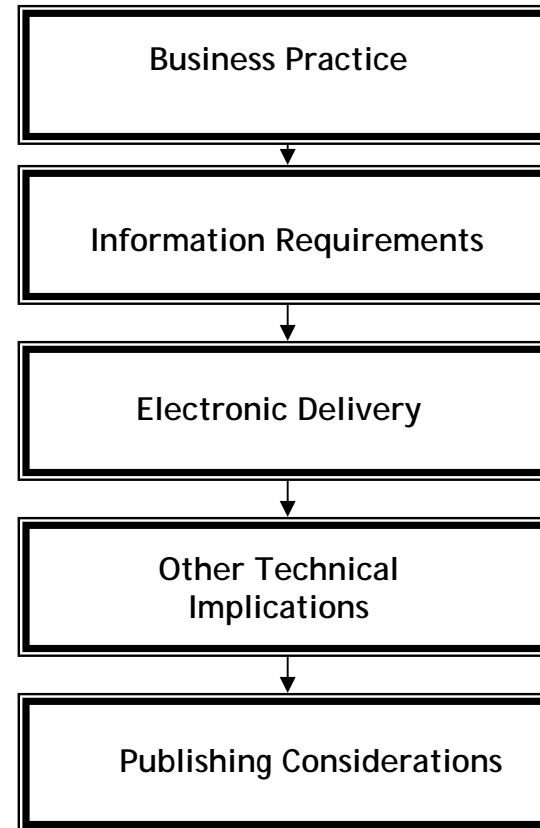 Business Practice
Information Requirements
Electronic Delivery
Other Technical
Implications
Publishing Considerations